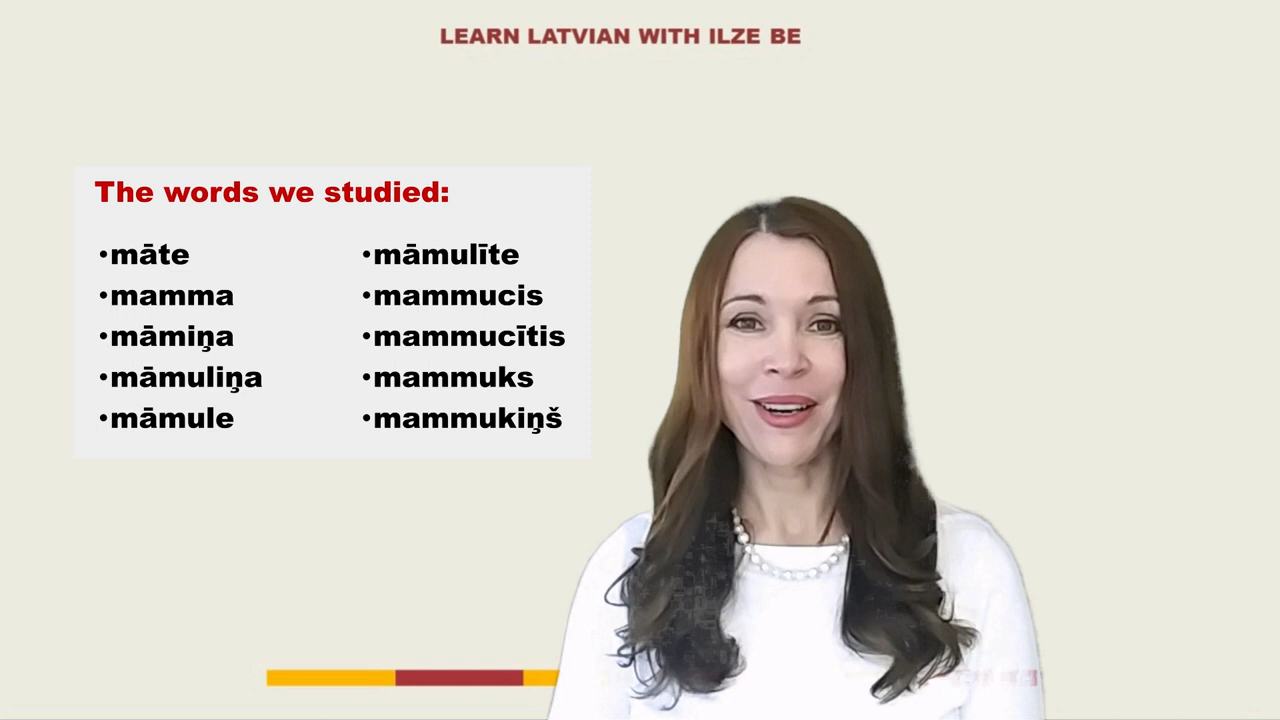 LEARN LATVIAN WITH ILZE BE
The words we studied:
•māte
•mamma
•māmiņa
•māmuliņa
•māmule
•māmulīte
•mammucis
•mammucītis
•mammuks
•mammukiņš